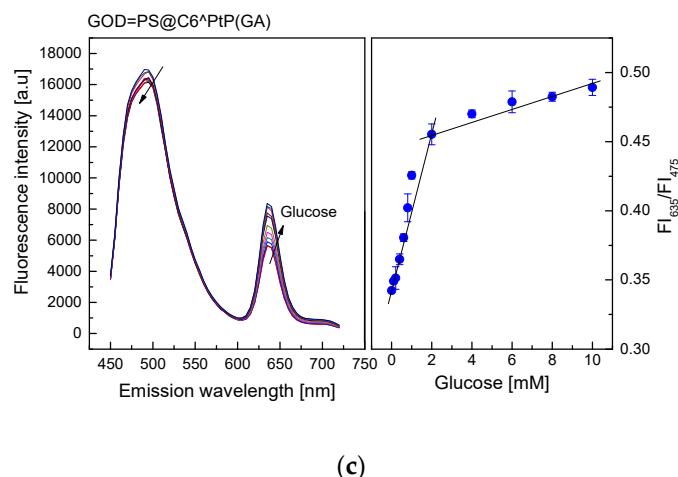 GOD=PS@C6^PtP(GA)
Fluorescence intensity [a.u]
18000
16000
14000
12000
10000
8000
6000
4000
2000
0
Glucose
450 500 550 600 650 700 750
Emission wavelength [nm]
0.50
0.45
0.40
0.35
0.30
FI635/FI475
0 2 4 6 8 10
Glucose [mM]
(c)